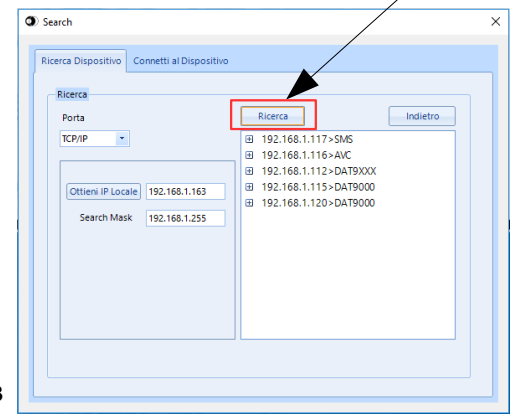 Search
Ricerca Dispositivo Connetti al Dispositivo
Ricerca
Porta
TCP/IP
Ottieni IP Locale 192.168.1.163
Search Mask 192.168.1.255
Ricerca Indietro
192.168.1.117>SMS
192.168.1.116>AVC
192.168.1.112>DAT9XXX
192.168.1.115>DAT9000
192.168.1.120>DAT9000